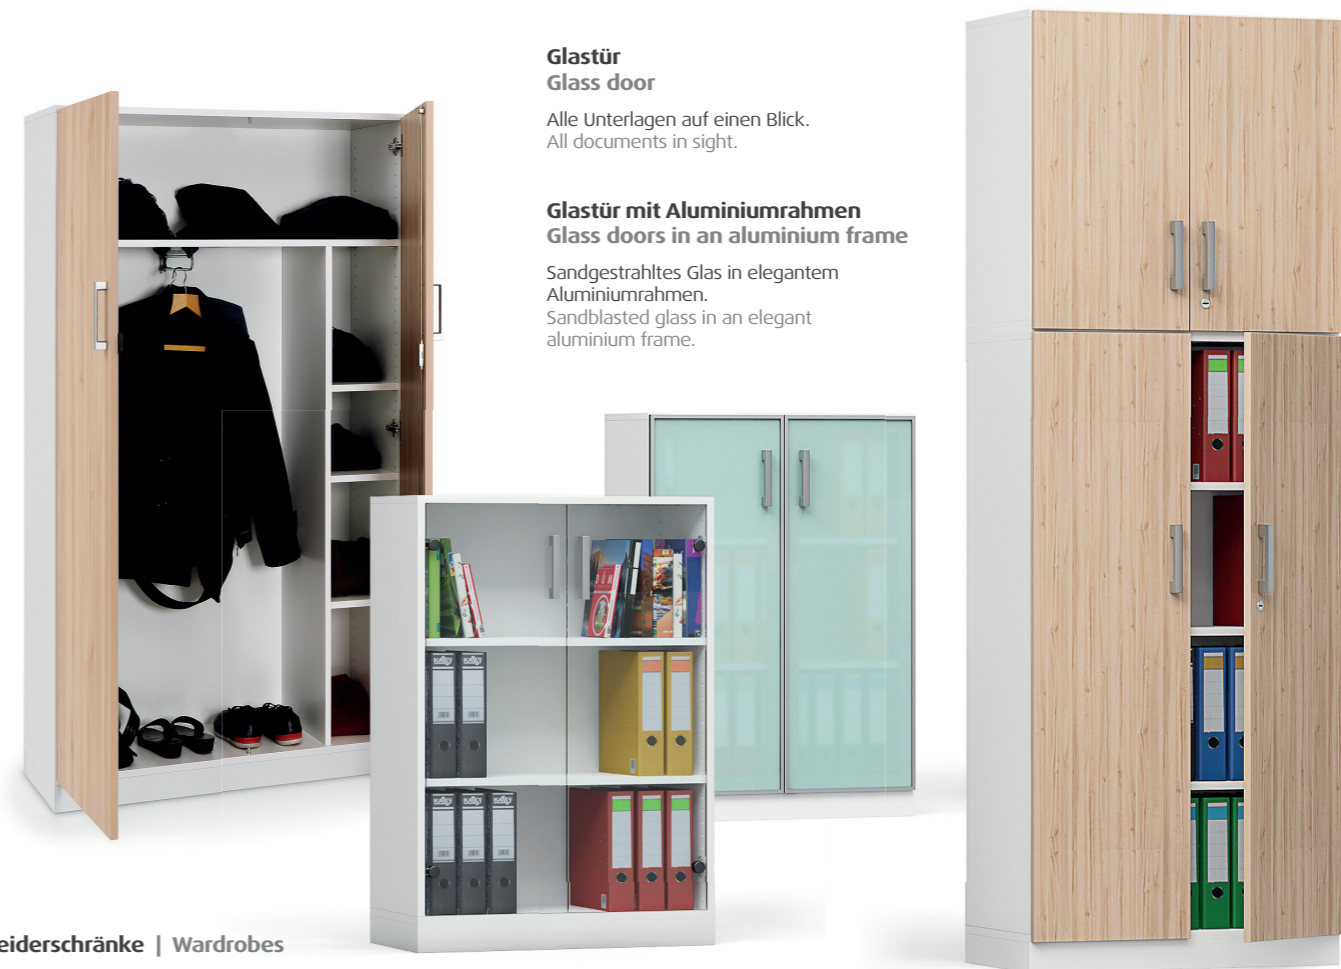 Glastür
Glass door
Alle Unterlagen auf einen Blick.
All documents in sight.
Glastür mit Aluminiumrahmen
Glass doors in an aluminium frame
Sandgestrahltes Glas in elegantem
Aluminiumrahmen.
Sandblasted glass in an elegant
aluminium frame.
eiderschränke | Wardrobes